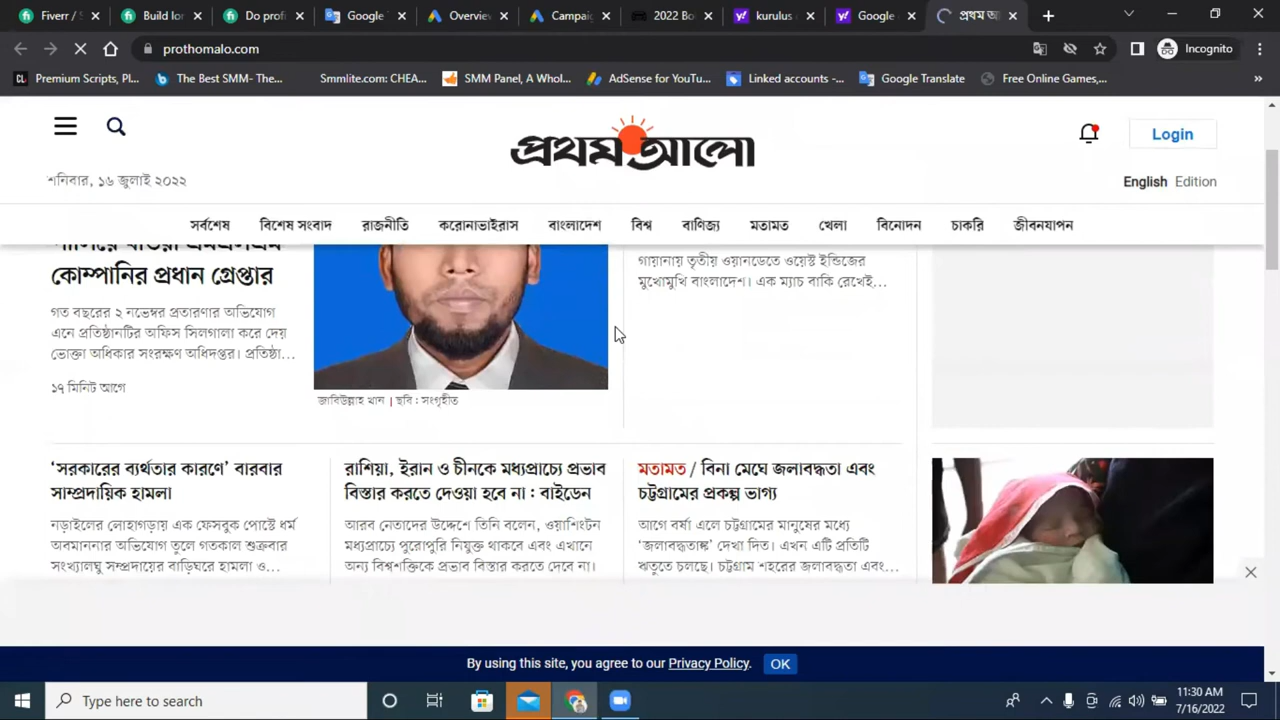 Fiverr / S
Build lor
Do profi
Google
Overviev
Campaig
2022 Bo
kurulus
Google
প্রথম আ
prothomalo.com
Incognito
Premium Scripts, Pl...
The Best SMM- The...
Smmlite.com: CHEA...
SMM Panel, A Whol...
AdSense for YouTu...
Linked accounts -...
Google Translate
Free Online Games,...
প্রথম আলো
Login
শনিবার, ১৬ জুলাই ২০২২
English Edition
সর্বশেষ বিশেষ সংবাদ রাজনীতি করোনাভাইরাস বাংলাদেশ বিশ্ব বাণিজ্য মতামত খেলা বিনোদন চাকরি জীবনযাপন
কোম্পানির প্রধান গ্রেপ্তার
গত বছরের ২ নভেম্বর প্রতারণার অভিযোগ
এনে প্রতিষ্ঠানটির অফিস সিলগালা করে দেয়
ভোক্তা অধিকার সংরক্ষণ অধিদপ্তর। প্রতিষ্ঠা...
১৭ মিনিট আগে
জাবিউল্লাহ খান | ছবি : সংগৃহীত
গায়ানায় তৃতীয় ওয়ানডেতে ওয়েস্ট ইন্ডিজের
মুখোমুখি বাংলাদেশ। এক ম্যাচ বাকি রেখেই...
‘সরকারের ব্যর্থতার কারণে’ বারবার
সাম্প্রদায়িক হামলা
নড়াইলের লোহাগড়ায় এক ফেসবুক পোস্টে ধর্ম
অবমাননার অভিযোগ তুলে গতকাল শুক্রবার
সংখ্যালঘু সম্প্রদায়ের বাড়িঘরে হামলা ও...
রাশিয়া, ইরান ও চীনকে মধ্যপ্রাচ্যে প্রভাব
বিস্তার করতে দেওয়া হবে না : বাইডেন
আরব নেতাদের উদ্দেশে তিনি বলেন, ওয়াশিংটন
মধ্যপ্রাচ্যে পুরোপুরি নিযুক্ত থাকবে এবং এখানে
অন্য বিশ্বশক্তিকে প্রভাব বিস্তার করতে দেবে না।
মতামত / বিনা মেঘে জলাবদ্ধতা এবং
চট্টগ্রামের প্রকল্প ভাগ্য
আগে বর্ষা এলে চট্টগ্রামের মানুষের মধ্যে
‘জলাবদ্ধতাঙ্ক’ দেখা দিত। এখন এটি প্রতিটি
ঋতুতে চলছে। চট্টগ্রাম শহরের জলাবদ্ধতা এবং...
By using this site, you agree to our Privacy Policy. OK
Type here to search
11:30 AM
7/16/2022